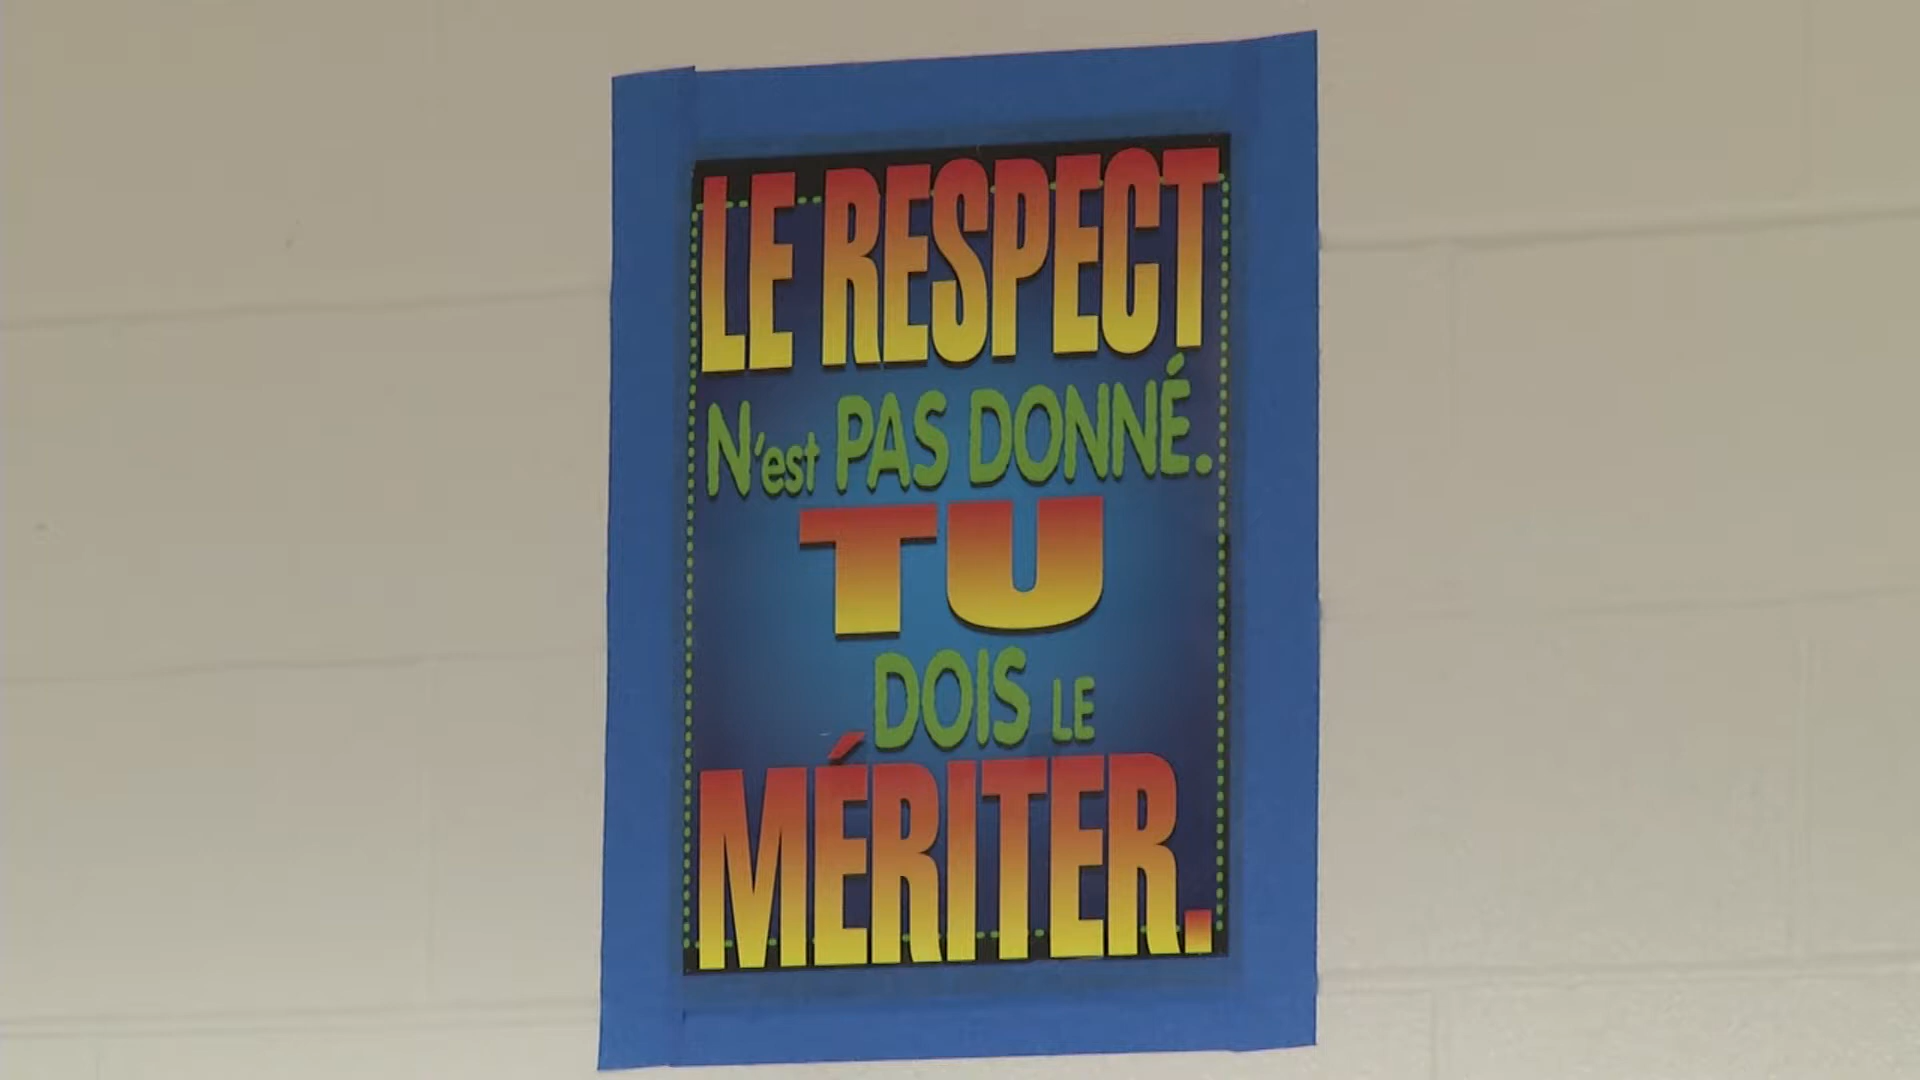 LE RESPECT
N'est PAS DONNÉ.
TU
DOIS LE
MÉRITER.